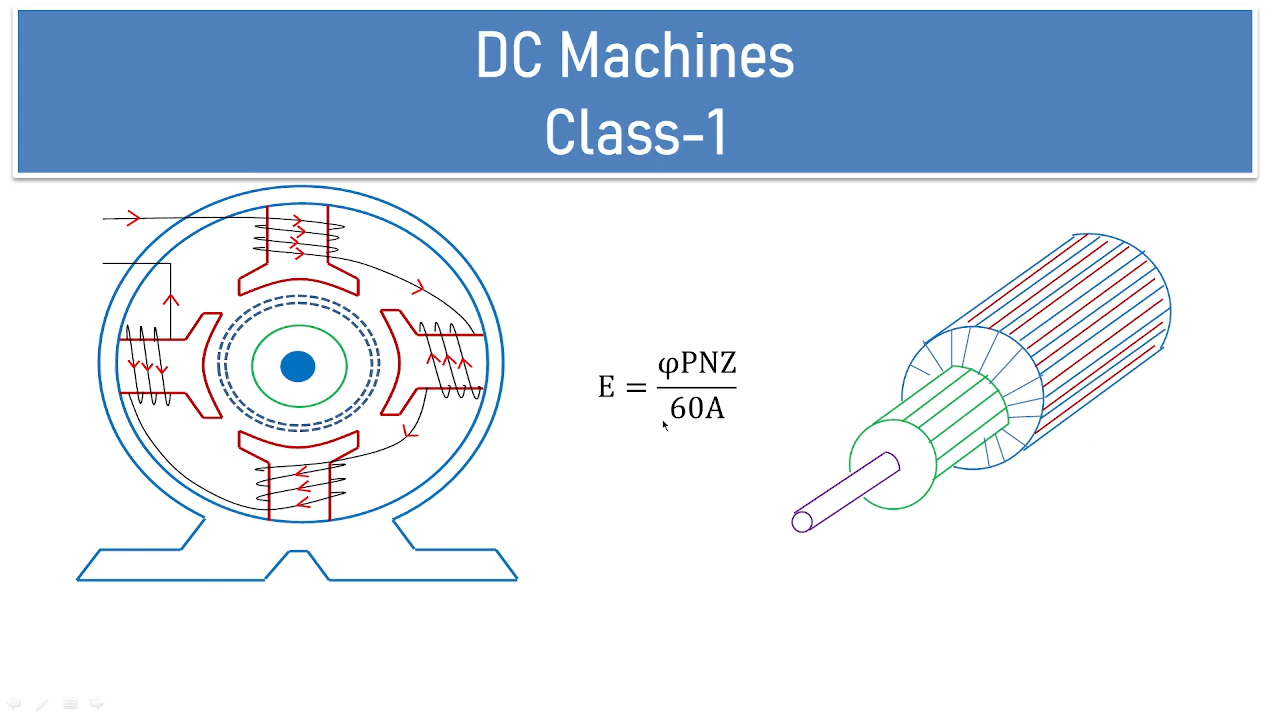 DC Machines
Class-1
E = φPNZ / 60A